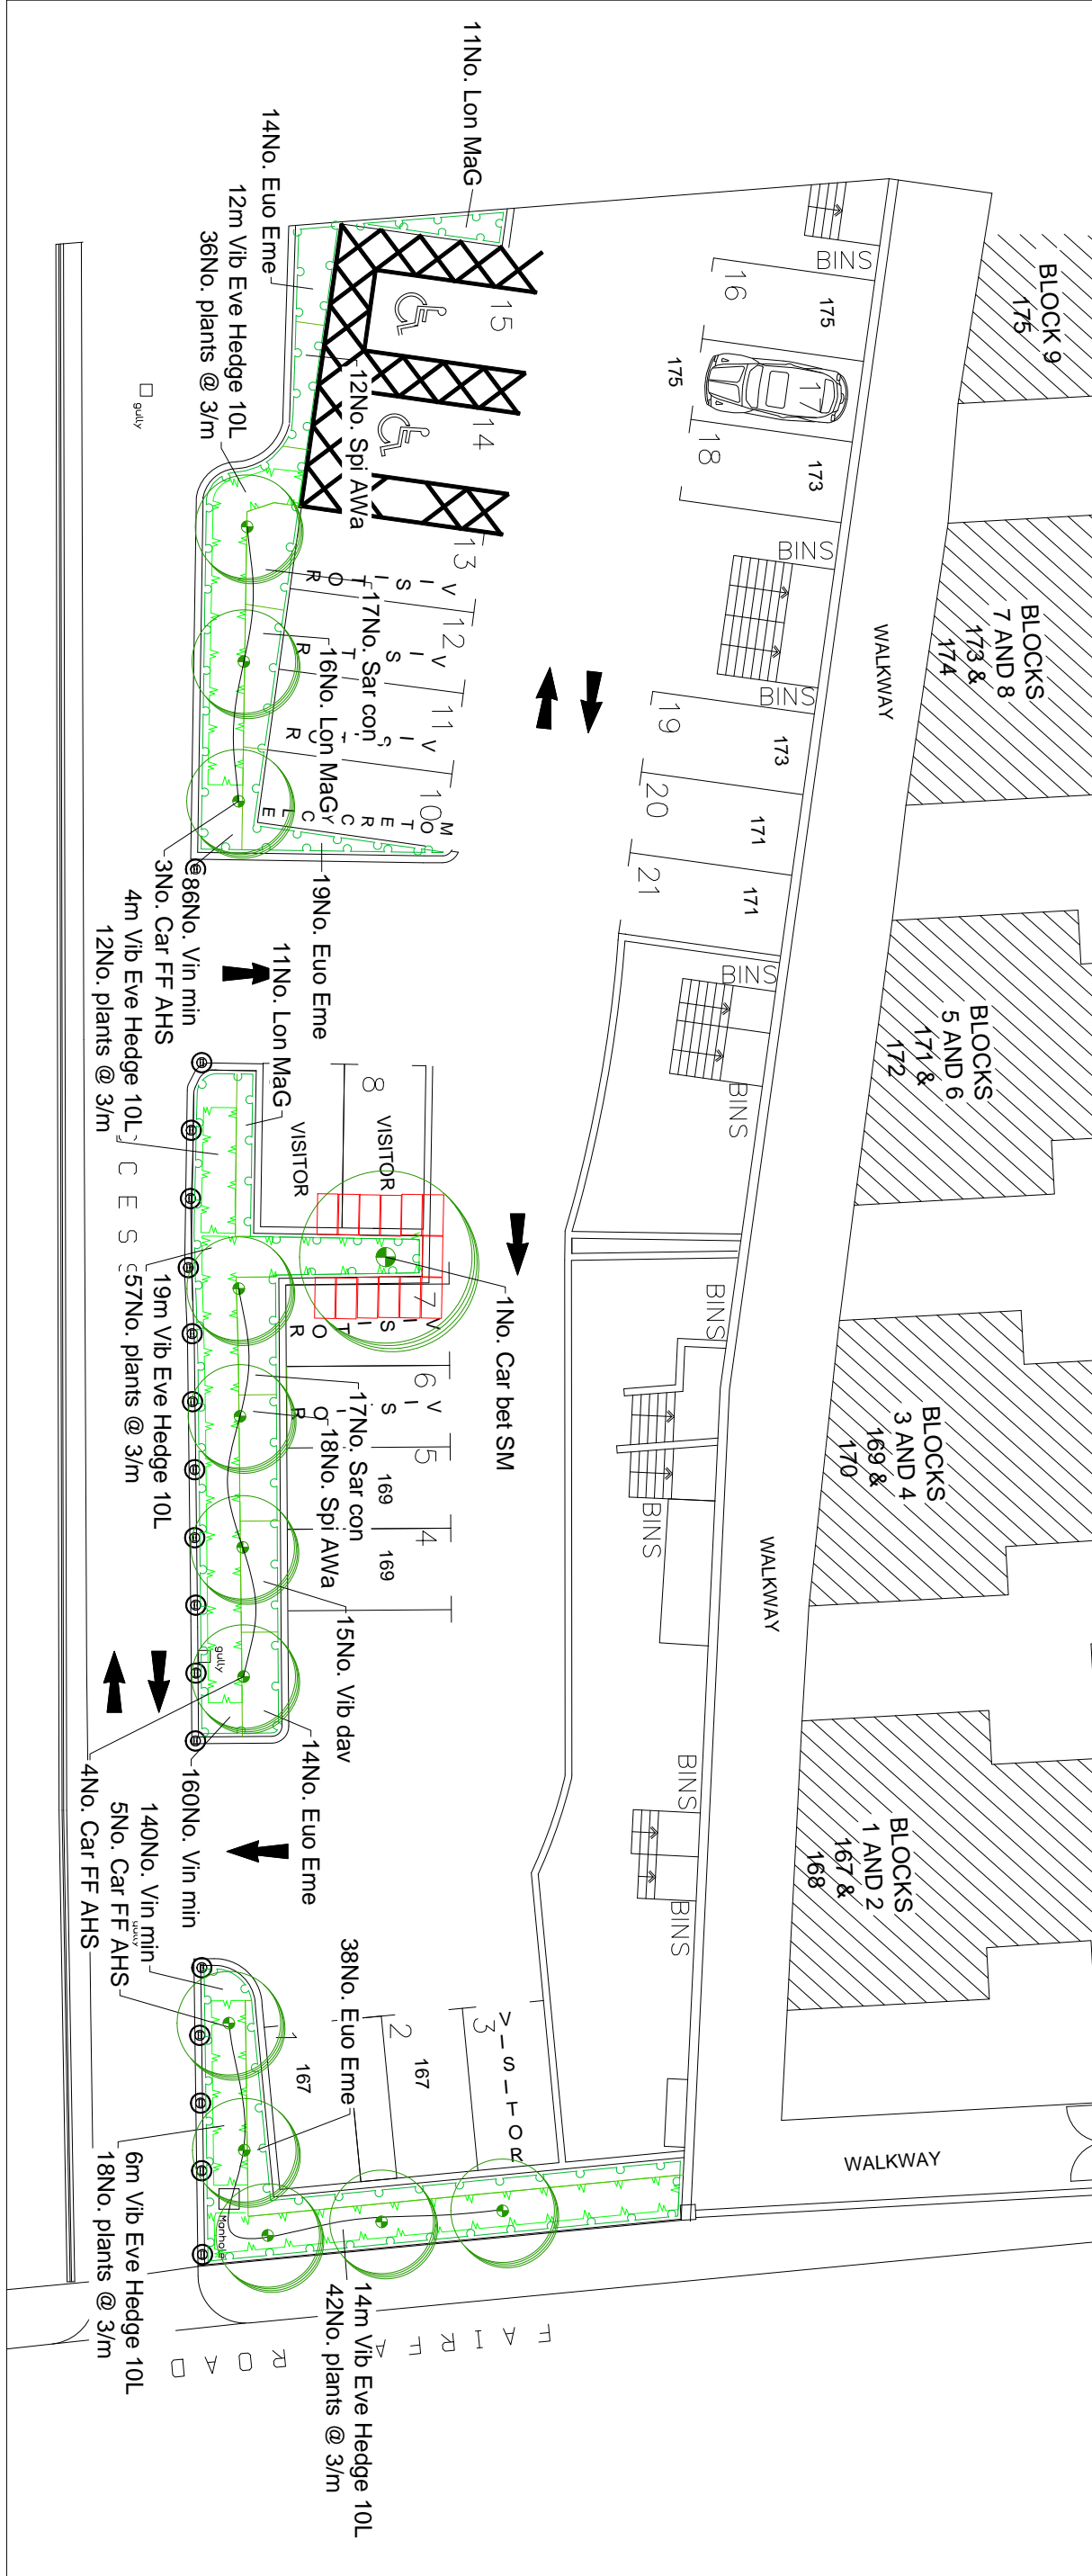 BLOCK 9
175
BLOCKS
7 AND 8
173 &
174
BLOCKS
5 AND 6
171 &
172
BLOCKS
3 AND 4
169 &
170
BLOCKS
1 AND 2
167 &
168
WALKWAY
WALKWAY
WALKWAY
BINS
BINS
BINS
BINS
BINS
BINS
BINS
BINS
BINS
16
175
17
175
18
173
19
173
20
171
21
171
11No. Lon MaG
14No. Euo Eme
12m Vib Eve Hedge 10L
36No. plants @ 3/m
gully
15
14
12No. Spi AWa
13
VISITOR
12
17No. Sar con
VISITOR
11
16No. Lon MaG
VISITOR
10
MOTORCYCLE
19No. Euo Eme
86No. Vin min
3No. Car FF AHS
4m Vib Eve Hedge 10L
12No. plants @ 3/m
11No. Lon MaG
CESS
VISITOR
8
VISITOR
7
VISITOR
1No. Car bet SM
19m Vib Eve Hedge 10L
57No. plants @ 3/m
6
VISITOR
17No. Sar con
18No. Spi AWa
5
169
4
169
15No. Vib dav
gully
14No. Euo Eme
160No. Vin min
140No. Vin min
gully
5No. Car FF AHS
4No. Car FF AHS
38No. Euo Eme
1
167
2
167
3
VISITOR
Manhole
6m Vib Eve Hedge 10L
18No. plants @ 3/m
14m Vib Eve Hedge 10L
42No. plants @ 3/m
FAIRFA
ROAD